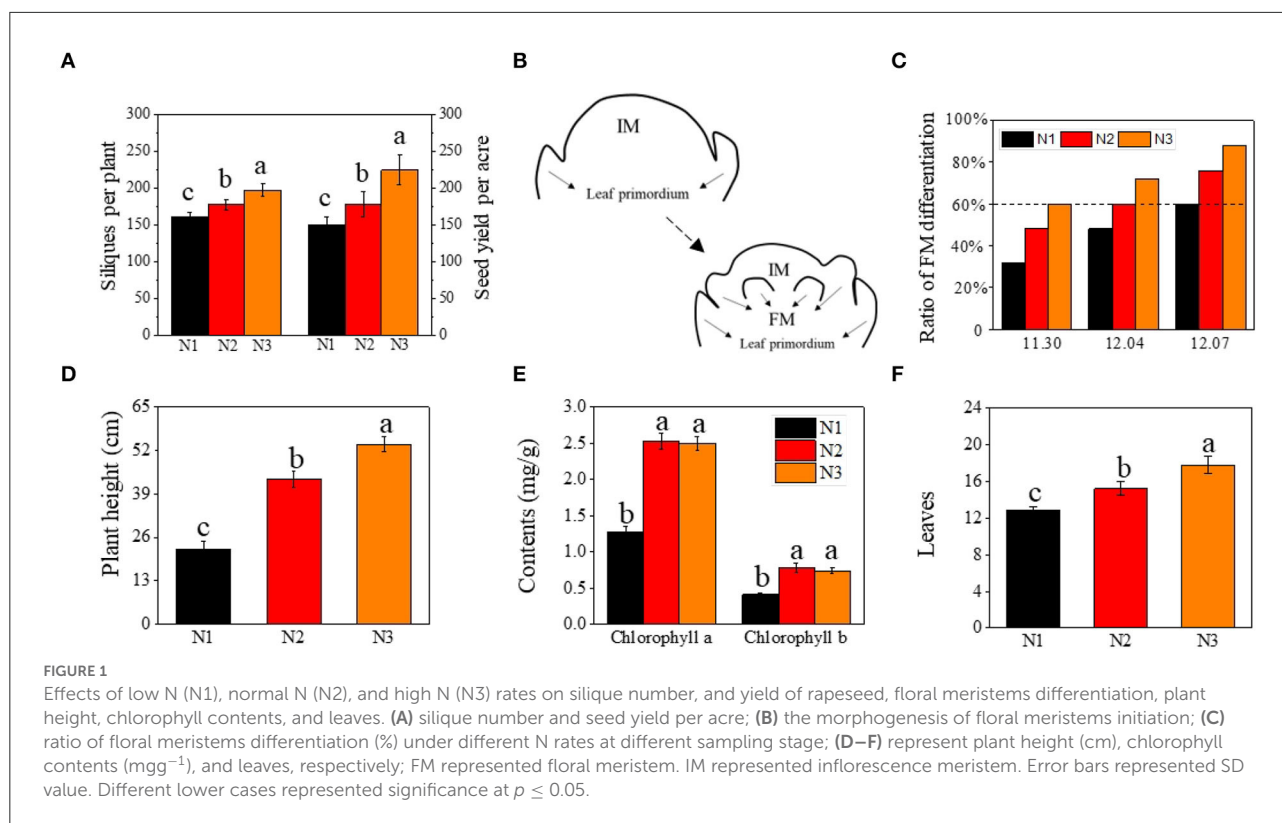 A
300
250
200
150
100
50
0
Siliques per plant
c
b
a
c
b
a
N1 N2 N3
N1 N2 N3
300
250
200
150
100
50
0
Seed yield per acre
B
IM
Leaf primordium
IM
FM
Leaf primordium
C
100%
80%
60%
40%
20%
0
Ratio of FM differentiation
N1 N2 N3
11.30 12.04 12.07
D
65
52
39
26
13
0
Plant height (cm)
c
b
a
N1 N2 N3
E
3.0
2.5
2.0
1.5
1.0
0.5
0.0
Contents (mg/g)
b
a
a
b
a
a
N1
N2
N3
Chlorophyll a Chlorophyll b
F
24
20
16
12
8
4
0
Leaves
c
b
a
N1 N2 N3
FIGURE 1
Effects of low N (N1), normal N (N2), and high N (N3) rates on silique number, and yield of rapeseed, floral meristems differentiation, plant
height, chlorophyll contents, and leaves. (A) silique number and seed yield per acre; (B) the morphogenesis of floral meristems initiation; (C)
ratio of floral meristems differentiation (%) under different N rates at different sampling stage; (D–F) represent plant height (cm), chlorophyll
contents (mgg⁻¹), and leaves, respectively; FM represented floral meristem. IM represented inflorescence meristem. Error bars represented SD
value. Different lower cases represented significance at p ≤ 0.05.